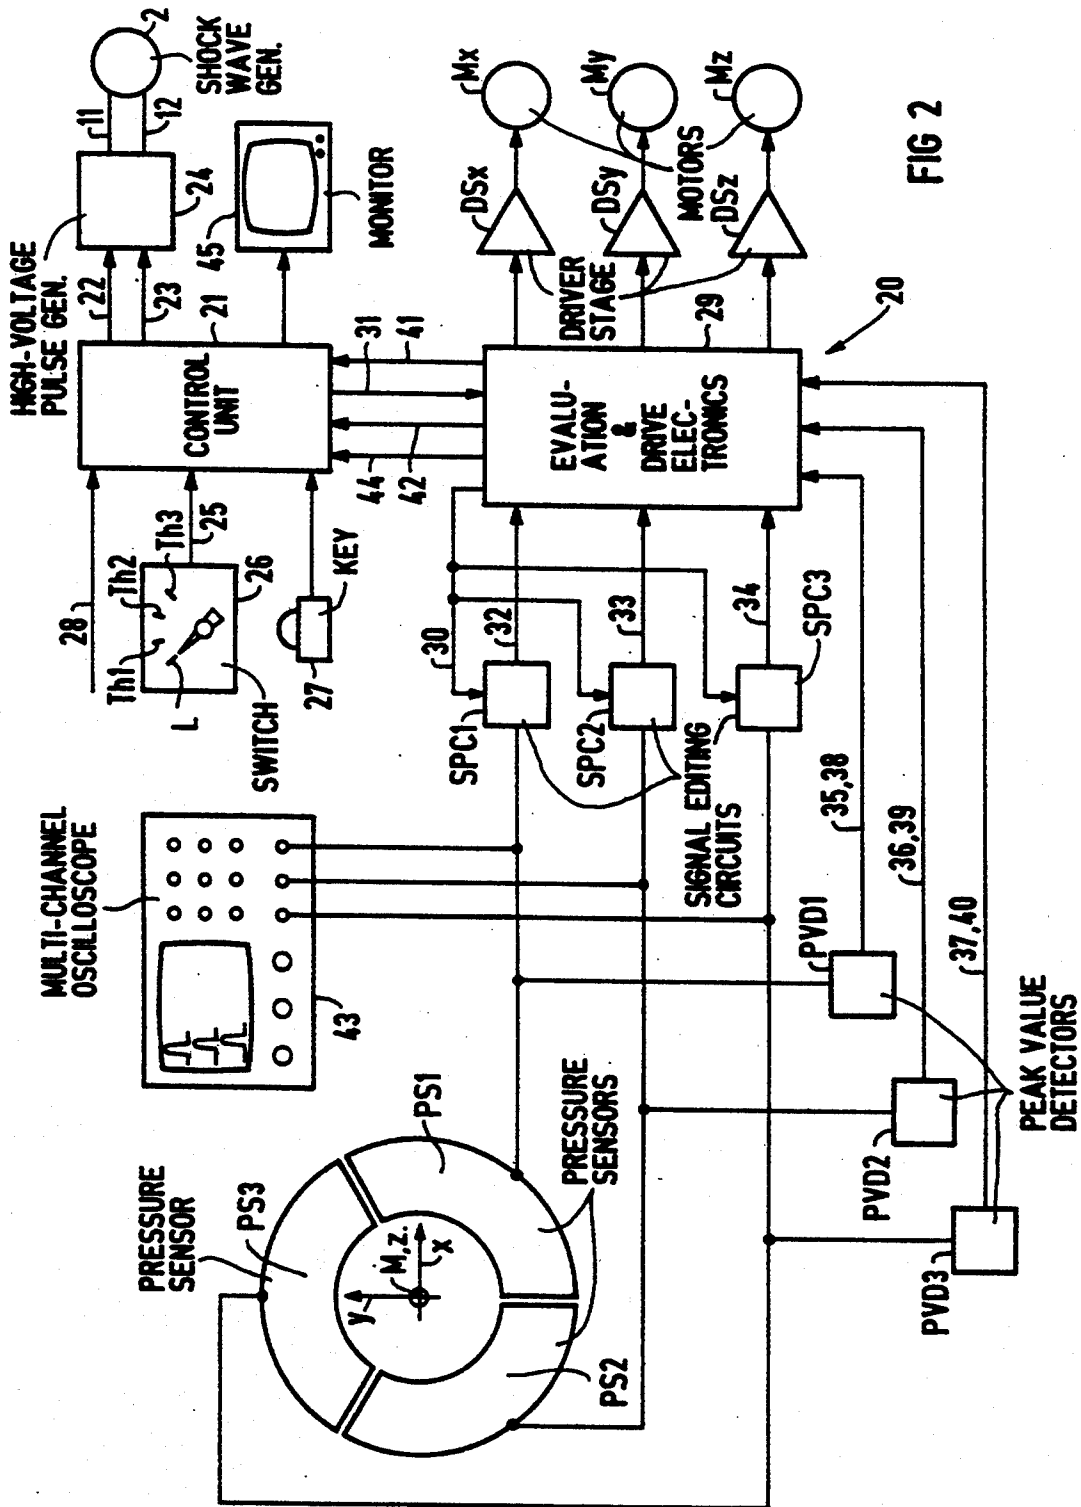 HIGH-VOLTAGE
PULSE GEN.
22
23
24
11
12
2
SHOCK
WAVE
GEN.
28
Th1
Th2
Th3
L
25
26
SWITCH
27
KEY
CONTROL
UNIT
21
45
MONITOR
44
42
31
41
MULTI-CHANNEL
OSCILLOSCOPE
43
PRESSURE
SENSOR
PS3
PS1
PS2
y
M,z.
x
PRESSURE
SENSORS
30
32
33
34
SPC1
SPC2
SPC3
SIGNAL EDITING
CIRCUITS
EVALU-
ATION
&
DRIVE
ELEC-
TRONICS
29
DSx
DSy
DSz
DRIVER
STAGE
Mx
My
Mz
MOTORS
20
35,38
36,39
37,40
PVD1
PVD2
PVD3
PEAK VALUE
DETECTORS
FIG 2